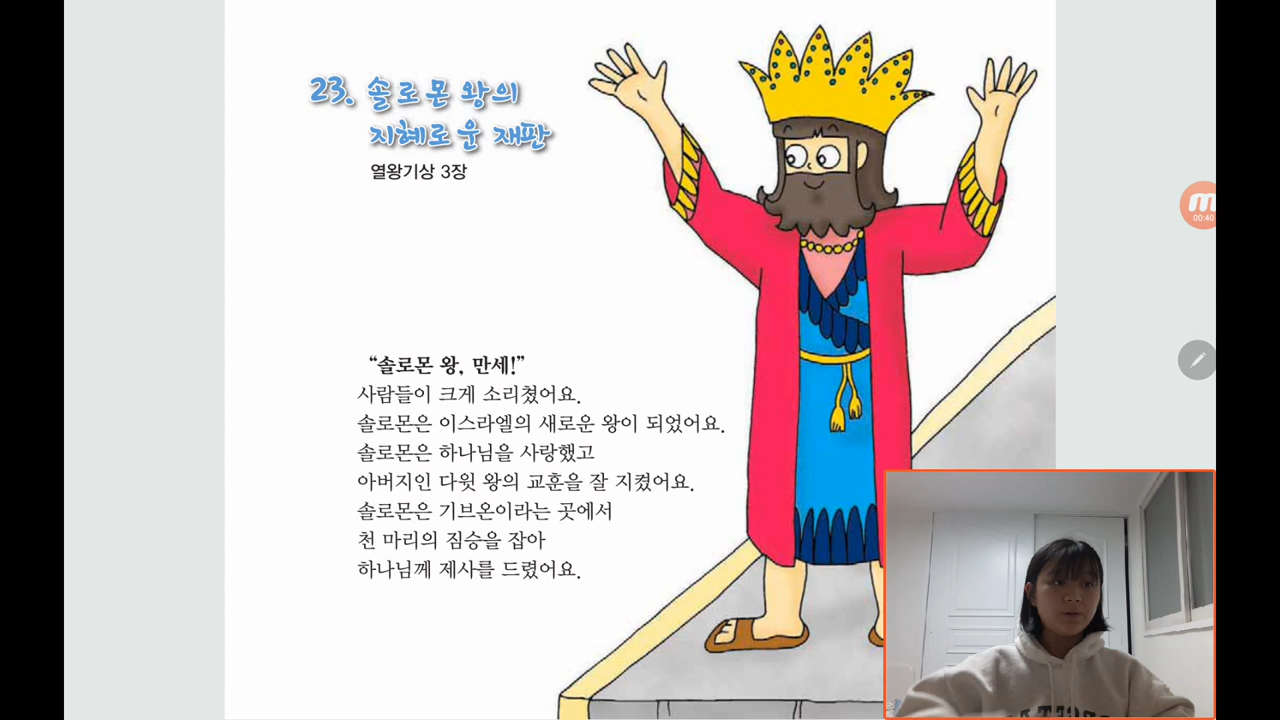 23. 솔로몬 왕의
지혜로운 재판
열왕기상 3장
“솔로몬 왕, 만세!”
사람들이 크게 소리쳤어요.
솔로몬은 이스라엘의 새로운 왕이 되었어요.
솔로몬은 하나님을 사랑했고
아버지인 다윗 왕의 교훈을 잘 지켰어요.
솔로몬은 기브온이라는 곳에서
천 마리의 짐승을 잡아
하나님께 제사를 드렸어요.
00:40